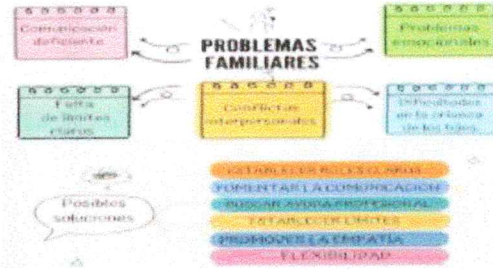 Comunicación
deficiente
PROBLEMAS
FAMILIARES
Problemas
emocionales
Falta
de límites
claros
Conflictos
interpersonales
Dificultades
en la crianza
de los hijos
Posibles
soluciones
ESTABLECER ROLES CLAROS
FOMENTAR LA COMUNICACIÓN
BUSCAR AYUDA PROFESIONAL
ESTABLECER LÍMITES
PROMOVER LA EMPATÍA
FLEXIBILIDAD